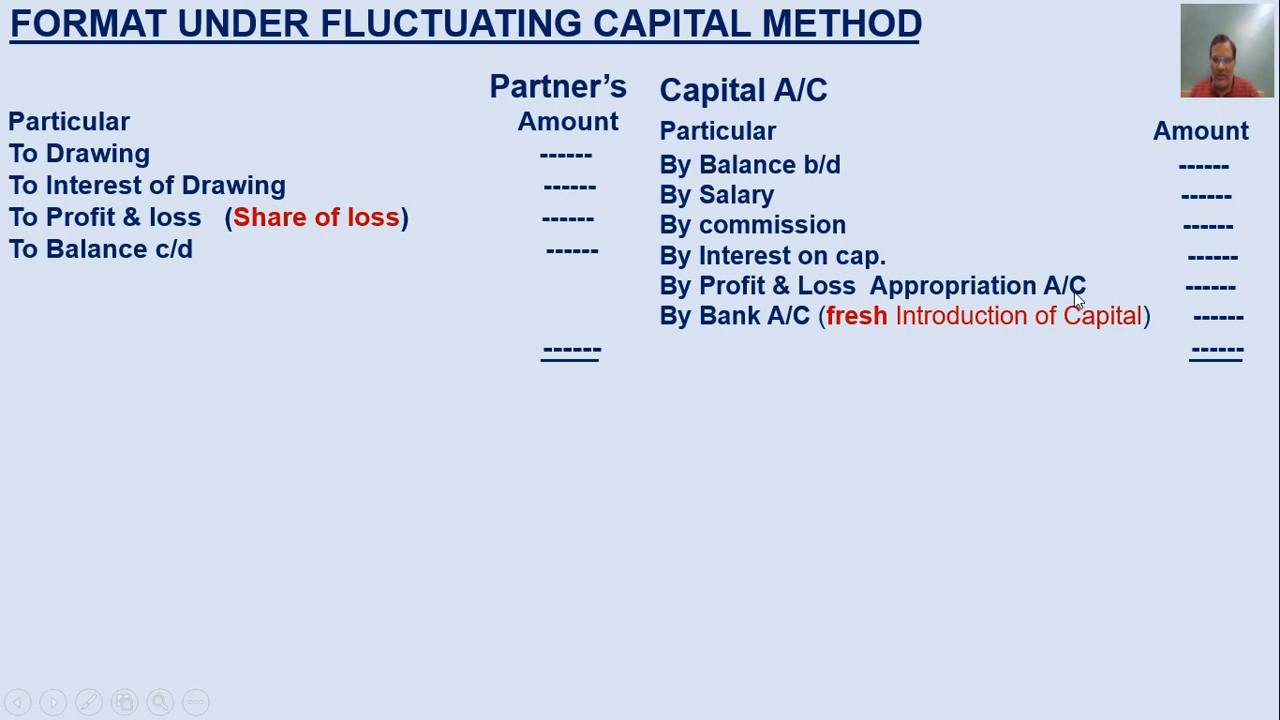 FORMAT UNDER FLUCTUATING CAPITAL METHOD
Partner's Capital A/C
Particular Amount
To Drawing ------
To Interest of Drawing ------
To Profit & loss (Share of loss) ------
To Balance c/d ------
------
Particular Amount
By Balance b/d ------
By Salary ------
By commission ------
By Interest on cap. ------
By Profit & Loss Appropriation A/C ------
By Bank A/C (fresh Introduction of Capital) ------
------